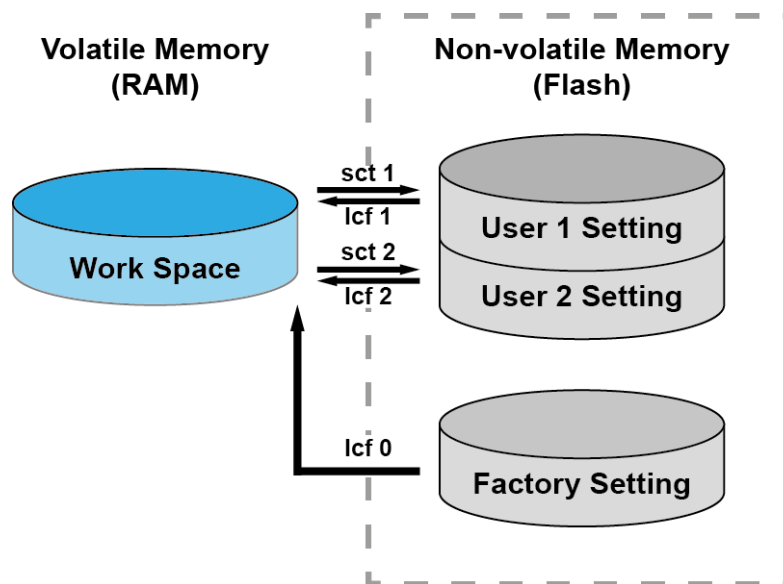 Volatile Memory
(RAM)
Non-volatile Memory
(Flash)
sct 1
lcf 1
sct 2
lcf 2
Work Space
User 1 Setting
User 2 Setting
lcf 0
Factory Setting